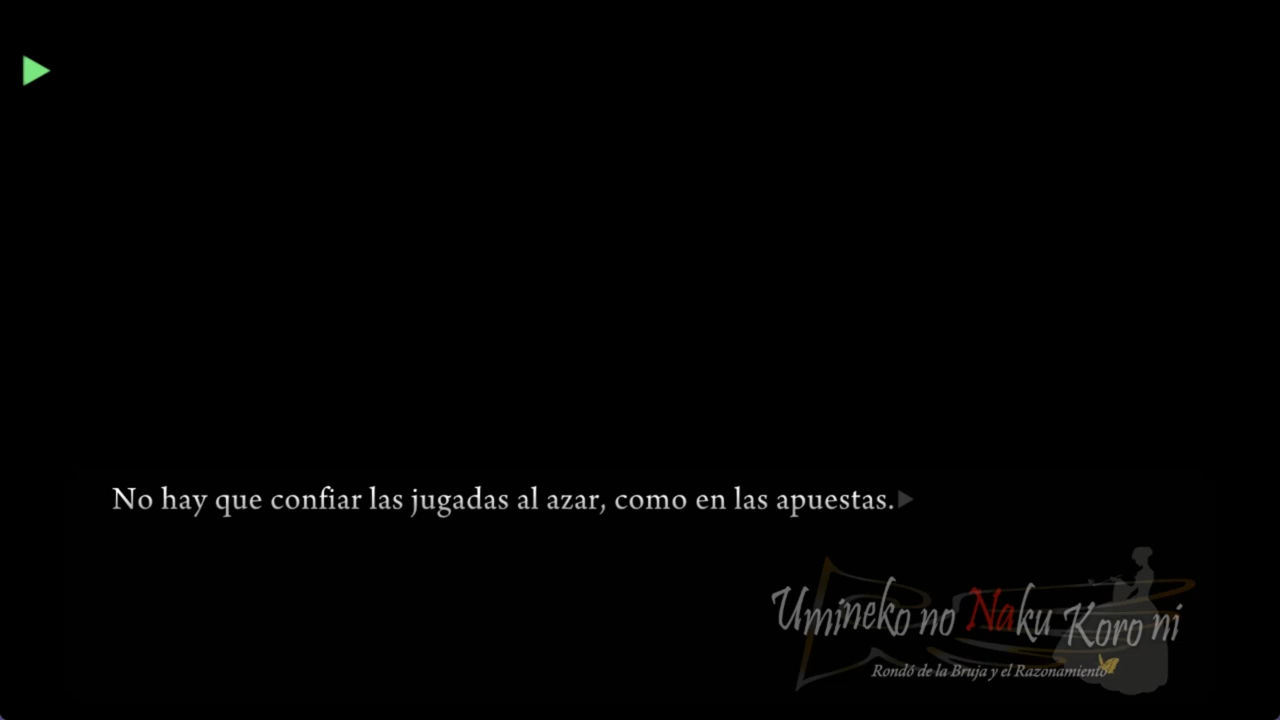 No hay que confiar las jugadas al azar, como en las apuestas.
Umineko no Naku Koro ni
Rondó de la Bruja y el Razonamiento